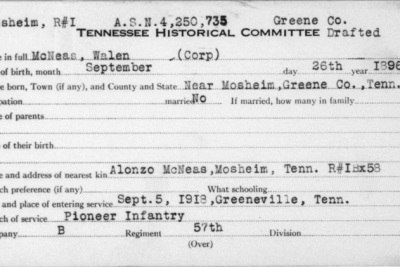 sheim, R#I A.S.N.4,250,735 Greene Co.
TENNESSEE HISTORICAL COMMITTEE Drafted
e in full McNeas, Walen (Corp)
of birth, month September day 26th year 1896
e born, Town (if any), and County and State Near Mosheim, Greene Co., Tenn.
pation married No If married, how many in family
e of parents
of their birth
e and address of nearest kin Alonzo McNeas, Mosheim, Tenn. R#IBx58
ch preference (if any) What schooling
and place of entering service Sept. 5, 1918, Greeneville, Tenn.
ch of service Pioneer Infantry
pany B Regiment 57th Division
(Over)